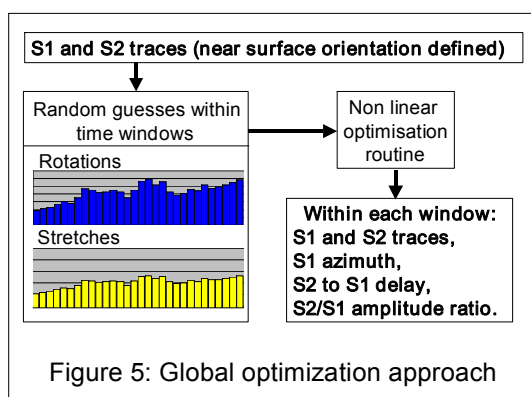 S1 and S2 traces (near surface orientation defined)
Random guesses within
time windows
Rotations
Stretches
Non linear
optimisation
routine
Within each window:
S1 and S2 traces,
S1 azimuth,
S2 to S1 delay,
S2/S1 amplitude ratio.
Figure 5: Global optimization approach